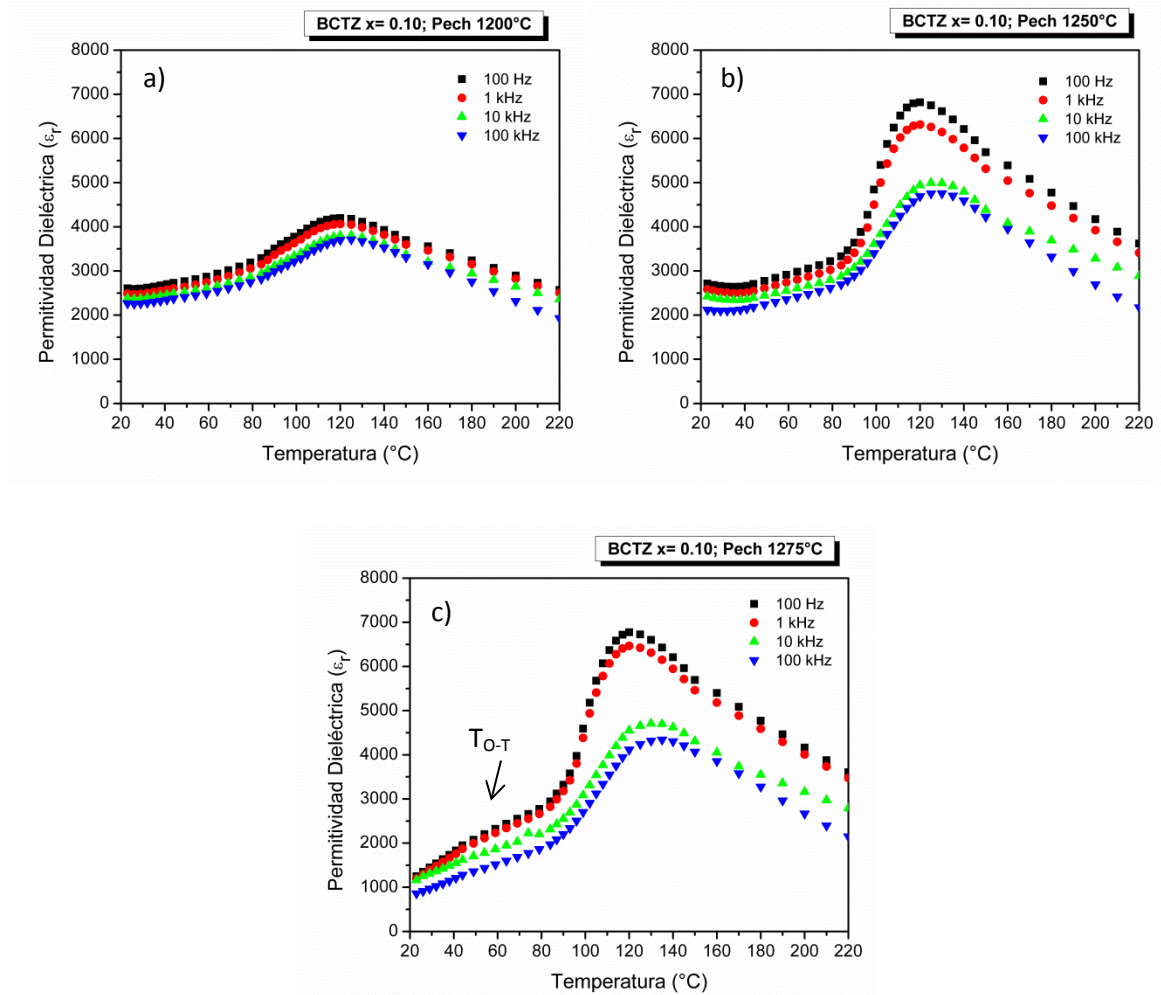 BCTZ x= 0.10; Pech 1200°C
a)
100 Hz
1 kHz
10 kHz
100 kHz
8000
7000
6000
5000
4000
3000
2000
1000
0
Permitividad Dieléctrica (εr)
20 40 60 80 100 120 140 160 180 200 220
Temperatura (°C)
BCTZ x= 0.10; Pech 1250°C
b)
100 Hz
1 kHz
10 kHz
100 kHz
8000
7000
6000
5000
4000
3000
2000
1000
0
Permitividad Dieléctrica (εr)
20 40 60 80 100 120 140 160 180 200 220
Temperatura (°C)
BCTZ x= 0.10; Pech 1275°C
c)
100 Hz
1 kHz
10 kHz
100 kHz
TO-T
8000
7000
6000
5000
4000
3000
2000
1000
0
Permitividad Dieléctrica (εr)
20 40 60 80 100 120 140 160 180 200 220
Temperatura (°C)